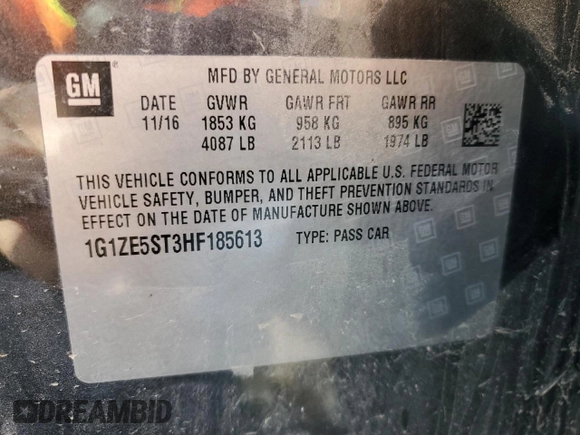 GM
MFD BY GENERAL MOTORS LLC
DATE GVWR GAWR FRT GAWR RR
11/16 1853 KG 958 KG 895 KG
4087 LB 2113 LB 1974 LB
THIS VEHICLE CONFORMS TO ALL APPLICABLE U.S. FEDERAL MOTOR
VEHICLE SAFETY, BUMPER, AND THEFT PREVENTION STANDARDS IN
EFFECT ON THE DATE OF MANUFACTURE SHOWN ABOVE.
1G1ZE5ST3HF185613 TYPE: PASS CAR
DREAMBID